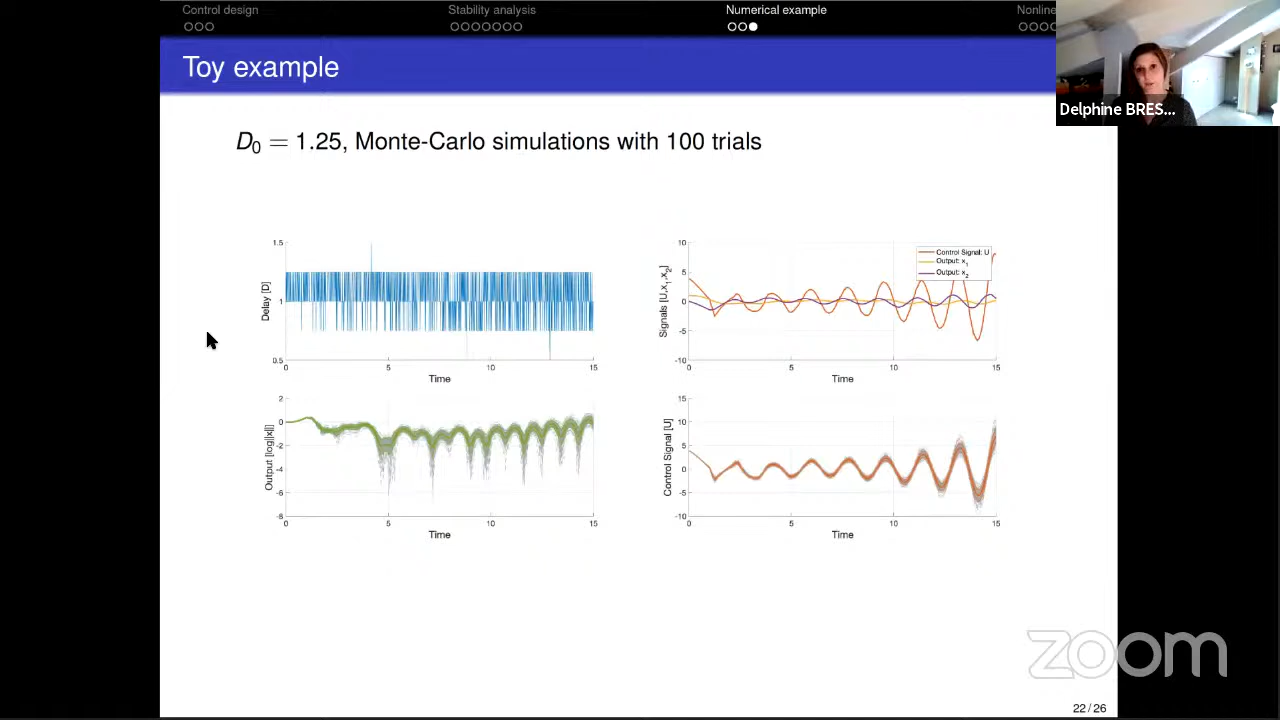 Control design
Stability analysis
Numerical example
Nonline
Toy example
Delphine BRES...
D₀ = 1.25, Monte-Carlo simulations with 100 trials
1.5
1
0.5
Delay [D]
0 5 10 15
Time
10
5
0
-5
-10
Signals [U,x₁,x₂]
Control Signal: U
Output: x₁
Output: x₂
0 5 10 15
Time
2
0
-2
-4
-6
-8
Output [log||x|]
0 5 10 15
Time
15
10
5
0
-5
-10
Control Signal [U]
0 5 10 15
Time
zoom
22 / 26